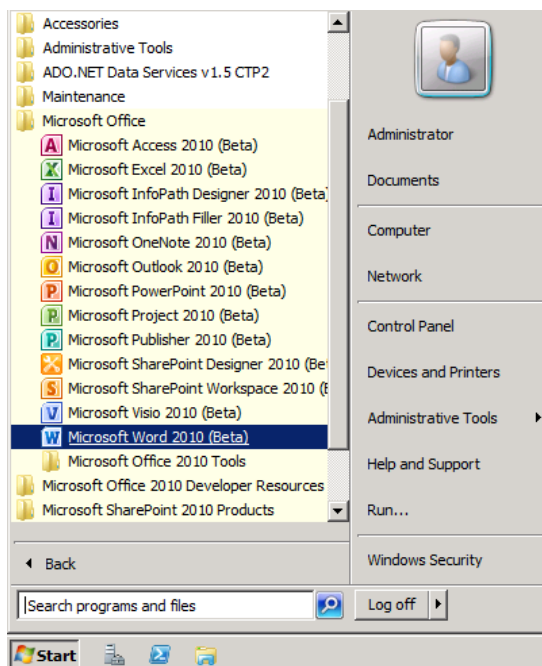 Accessories
Administrative Tools
ADO.NET Data Services v1.5 CTP2
Maintenance
Microsoft Office
Microsoft Access 2010 (Beta)
Microsoft Excel 2010 (Beta)
Microsoft InfoPath Designer 2010 (Beta
Microsoft InfoPath Filler 2010 (Beta)
Microsoft OneNote 2010 (Beta)
Microsoft Outlook 2010 (Beta)
Microsoft PowerPoint 2010 (Beta)
Microsoft Project 2010 (Beta)
Microsoft Publisher 2010 (Beta)
Microsoft SharePoint Designer 2010 (Be
Microsoft SharePoint Workspace 2010 (
Microsoft Visio 2010 (Beta)
Microsoft Word 2010 (Beta)
Microsoft Office 2010 Tools
Microsoft Office 2010 Developer Resources
Microsoft SharePoint 2010 Products
Back
Search programs and files
Administrator
Documents
Computer
Network
Control Panel
Devices and Printers
Administrative Tools
Help and Support
Run...
Windows Security
Log off
Start